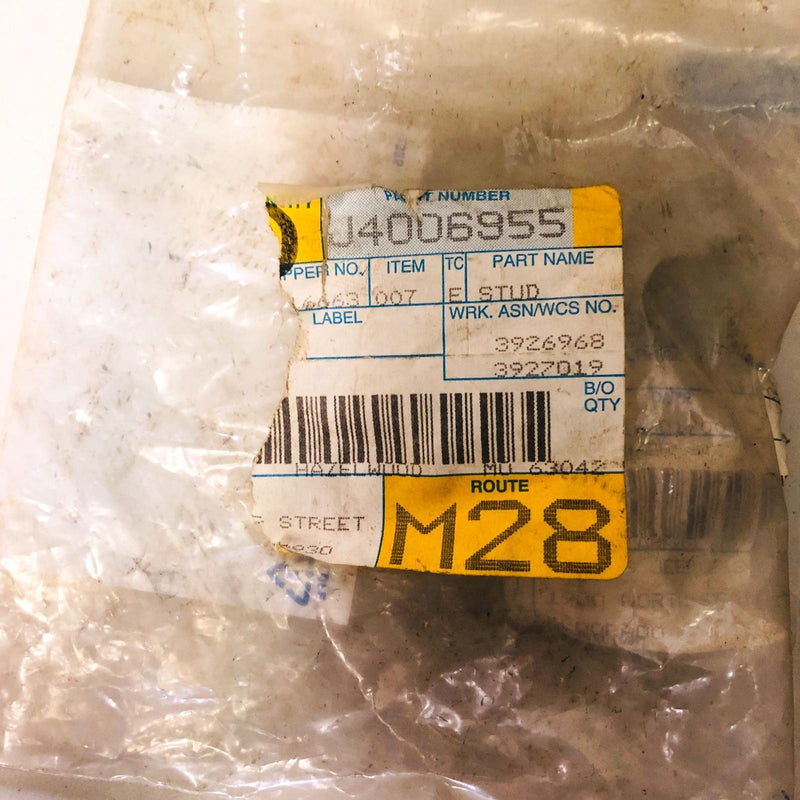 NUMBER
J4006955
PPER NO. ITEM TC PART NAME
6663 007 E STUD
LABEL WRK. ASN/WCS NO.
3926968
3927019
B/O
QTY
HAZELWOOD MO 63042
ROUTE
STREET M28